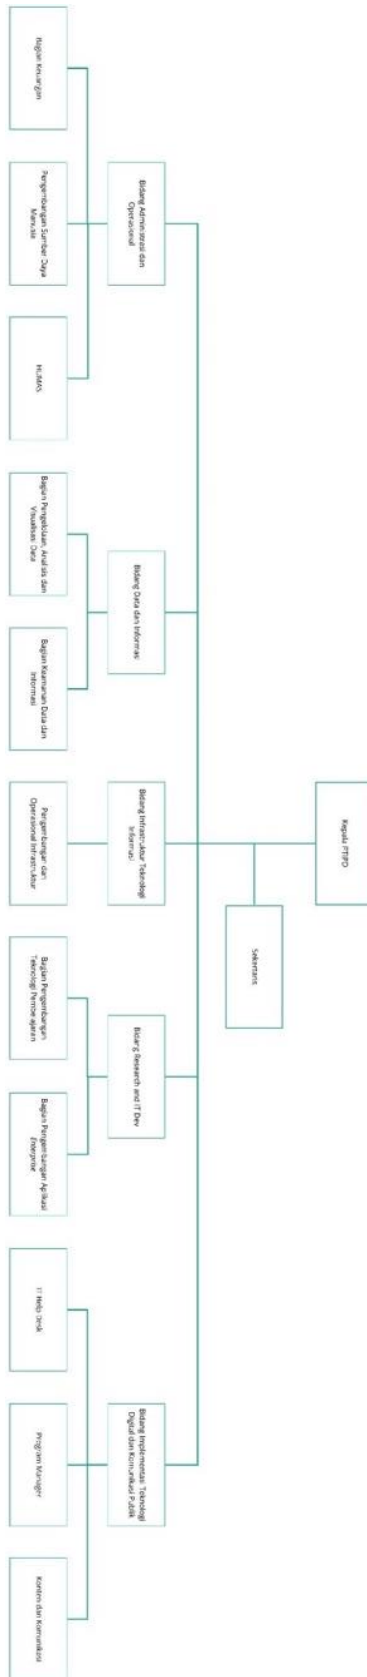 Kepala PTIPD
Sekertaris
Bidang Administrasi dan
Operasional
Bidang Data dan Informasi
Bidang Infrastruktur Teknologi
Informasi
Bidang Research and IT Dev
Bidang Implementasi Teknologi
Digital dan Komunikasi Publik
Bagian Keuangan
Pengembangan Sumber Daya
Manusia
HUMAS
Bagian Pengelolaan, Analisis dan
Visualisasi Data
Bagian Keamanan Data dan
Informasi
Pengembangan dan
Operasional Infrastruktur
Bagian Pengembangan
Teknologi Pembelajaran
Bagian Pengembangan Aplikasi
Enterprise
IT Help Desk
Program Manager
Konten dan Komunikasi